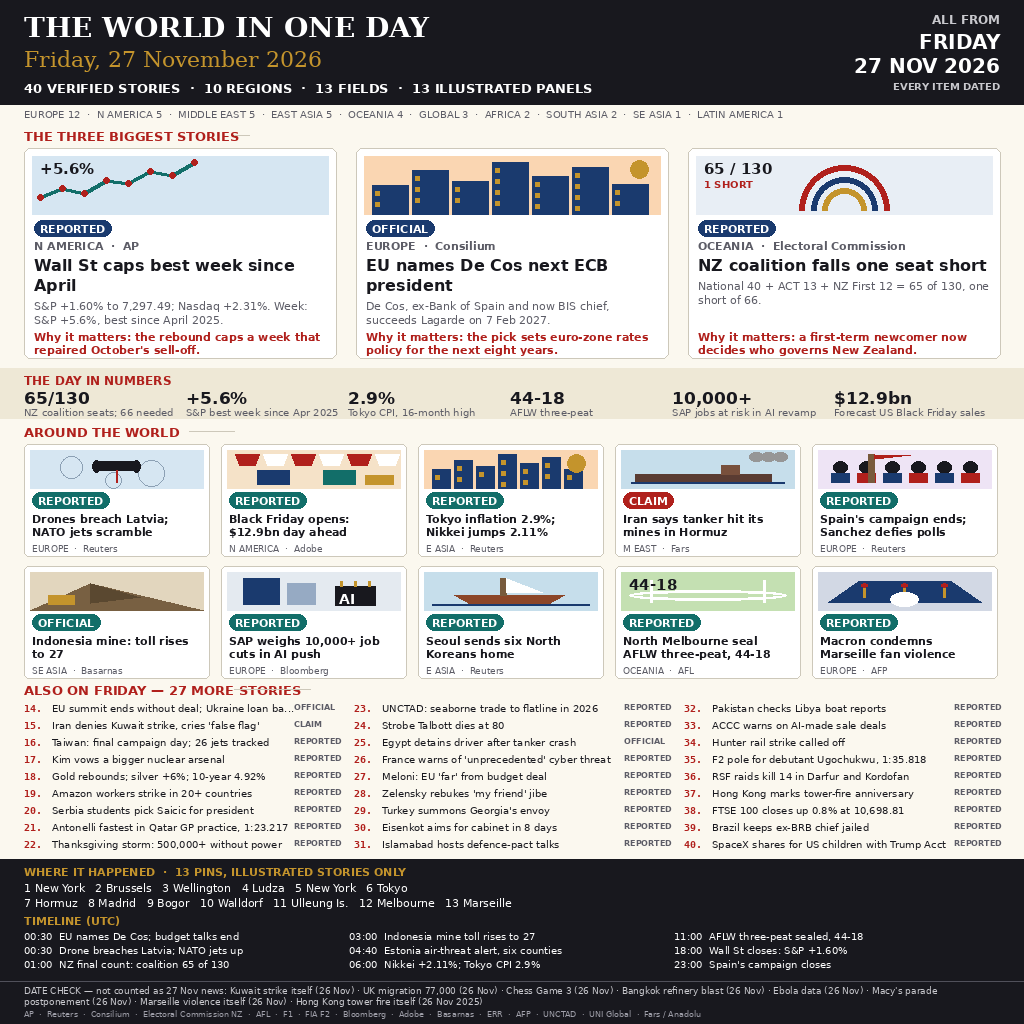 THE WORLD IN ONE DAY
Friday, 27 November 2026
40 VERIFIED STORIES · 10 REGIONS · 13 FIELDS · 13 ILLUSTRATED PANELS
ALL FROM
FRIDAY
27 NOV 2026
EVERY ITEM DATED
EUROPE 12 · N AMERICA 5 · MIDDLE EAST 5 · EAST ASIA 5 · OCEANIA 4 · GLOBAL 3 · AFRICA 2 · SOUTH ASIA 2 · SE ASIA 1 · LATIN AMERICA 1
THE THREE BIGGEST STORIES
+5.6%
REPORTED
N AMERICA · AP
Wall St caps best week since
April
S&P +1.60% to 7,297.49; Nasdaq +2.31%. Week:
S&P +5.6%, best since April 2025.
Why it matters: the rebound caps a week that
repaired October's sell-off.
OFFICIAL
EUROPE · Consilium
EU names De Cos next ECB
president
De Cos, ex-Bank of Spain and now BIS chief,
succeeds Lagarde on 7 Feb 2027.
Why it matters: the pick sets euro-zone rates
policy for the next eight years.
65 / 130
1 SHORT
REPORTED
OCEANIA · Electoral Commission
NZ coalition falls one seat short
National 40 + ACT 13 + NZ First 12 = 65 of 130, one
short of 66.
Why it matters: a first-term newcomer now
decides who governs New Zealand.
THE DAY IN NUMBERS
65/130
NZ coalition seats; 66 needed
+5.6%
S&P best week since Apr 2025
2.9%
Tokyo CPI, 16-month high
44-18
AFLW three-peat
10,000+
SAP jobs at risk in AI revamp
$12.9bn
Forecast US Black Friday sales
AROUND THE WORLD
REPORTED
Drones breach Latvia;
NATO jets scramble
EUROPE · Reuters
REPORTED
Black Friday opens:
$12.9bn day ahead
N AMERICA · Adobe
REPORTED
Tokyo inflation 2.9%;
Nikkei jumps 2.11%
E ASIA · Reuters
CLAIM
Iran says tanker hit its
mines in Hormuz
M EAST · Fars
REPORTED
Spain's campaign ends;
Sanchez defies polls
EUROPE · Reuters
OFFICIAL
Indonesia mine: toll rises
to 27
SE ASIA · Basarnas
AI
REPORTED
SAP weighs 10,000+ job
cuts in AI push
EUROPE · Bloomberg
REPORTED
Seoul sends six North
Koreans home
E ASIA · Reuters
44-18
REPORTED
North Melbourne seal
AFLW three-peat, 44-18
OCEANIA · AFL
REPORTED
Macron condemns
Marseille fan violence
EUROPE · AFP
ALSO ON FRIDAY — 27 MORE STORIES
14. EU summit ends without deal; Ukraine loan ba... OFFICIAL
15. Iran denies Kuwait strike, cries 'false flag' CLAIM
16. Taiwan: final campaign day; 26 jets tracked REPORTED
17. Kim vows a bigger nuclear arsenal REPORTED
18. Gold rebounds; silver +6%; 10-year 4.92% REPORTED
19. Amazon workers strike in 20+ countries REPORTED
20. Serbia students pick Saicic for president REPORTED
21. Antonelli fastest in Qatar GP practice, 1:23.217 REPORTED
22. Thanksgiving storm: 500,000+ without power REPORTED
23. UNCTAD: seaborne trade to flatline in 2026 REPORTED
24. Strobe Talbott dies at 80 REPORTED
25. Egypt detains driver after tanker crash OFFICIAL
26. France warns of 'unprecedented' cyber threat REPORTED
27. Meloni: EU 'far' from budget deal REPORTED
28. Zelensky rebukes 'my friend' jibe REPORTED
29. Turkey summons Georgia's envoy REPORTED
30. Eisenkot aims for cabinet in 8 days REPORTED
31. Islamabad hosts defence-pact talks REPORTED
32. Pakistan checks Libya boat reports REPORTED
33. ACCC warns on AI-made sale deals REPORTED
34. Hunter rail strike called off REPORTED
35. F2 pole for debutant Ugochukwu, 1:35.818 REPORTED
36. RSF raids kill 14 in Darfur and Kordofan REPORTED
37. Hong Kong marks tower-fire anniversary REPORTED
38. FTSE 100 closes up 0.8% at 10,698.81 REPORTED
39. Brazil keeps ex-BRB chief jailed REPORTED
40. SpaceX shares for US children with Trump Acct REPORTED
WHERE IT HAPPENED · 13 PINS, ILLUSTRATED STORIES ONLY
1 New York 2 Brussels 3 Wellington 4 Ludza 5 New York 6 Tokyo
7 Hormuz 8 Madrid 9 Bogor 10 Walldorf 11 Ulleung Is. 12 Melbourne 13 Marseille
TIMELINE (UTC)
00:30 EU names De Cos; budget talks end
00:30 Drone breaches Latvia; NATO jets up
01:00 NZ final count: coalition 65 of 130
03:00 Indonesia mine toll rises to 27
04:40 Estonia air-threat alert, six counties
06:00 Nikkei +2.11%; Tokyo CPI 2.9%
11:00 AFLW three-peat sealed, 44-18
18:00 Wall St closes: S&P +1.60%
23:00 Spain's campaign closes
DATE CHECK — not counted as 27 Nov news: Kuwait strike itself (26 Nov) · UK migration 77,000 (26 Nov) · Chess Game 3 (26 Nov) · Bangkok refinery blast (26 Nov) · Ebola data (26 Nov) · Macy's parade
postponement (26 Nov) · Marseille violence itself (26 Nov) · Hong Kong tower fire itself (26 Nov 2025)
AP · Reuters · Consilium · Electoral Commission NZ · AFL · F1 · FIA F2 · Bloomberg · Adobe · Basarnas · ERR · AFP · UNCTAD · UNI Global · Fars / Anadolu